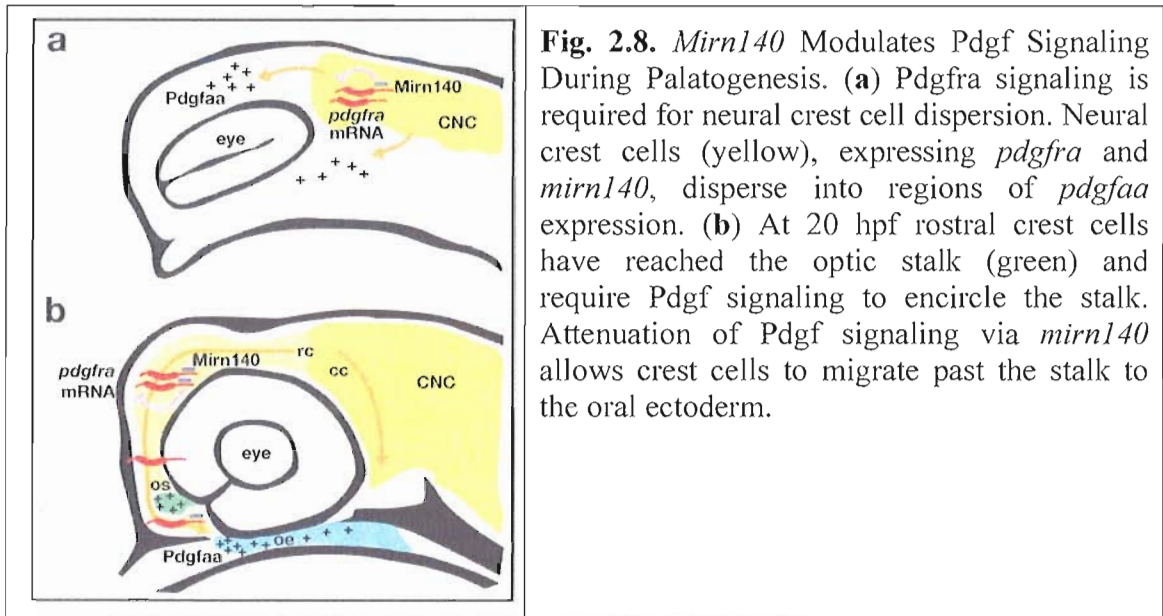 a
Pdgfaa
Mirn140
pdgfra
mRNA
CNC
eye
b
pdgfra
mRNA
Mirn140
rc
cc
CNC
eye
os
oe
Pdgfaa
Fig. 2.8. Mirn140 Modulates Pdgf Signaling
During Palatogenesis. (a) Pdgfra signaling is
required for neural crest cell dispersion. Neural
crest cells (yellow), expressing pdgfra and
mirn140, disperse into regions of pdgfaa
expression. (b) At 20 hpf rostral crest cells
have reached the optic stalk (green) and
require Pdgf signaling to encircle the stalk.
Attenuation of Pdgf signaling via mirn140
allows crest cells to migrate past the stalk to
the oral ectoderm.